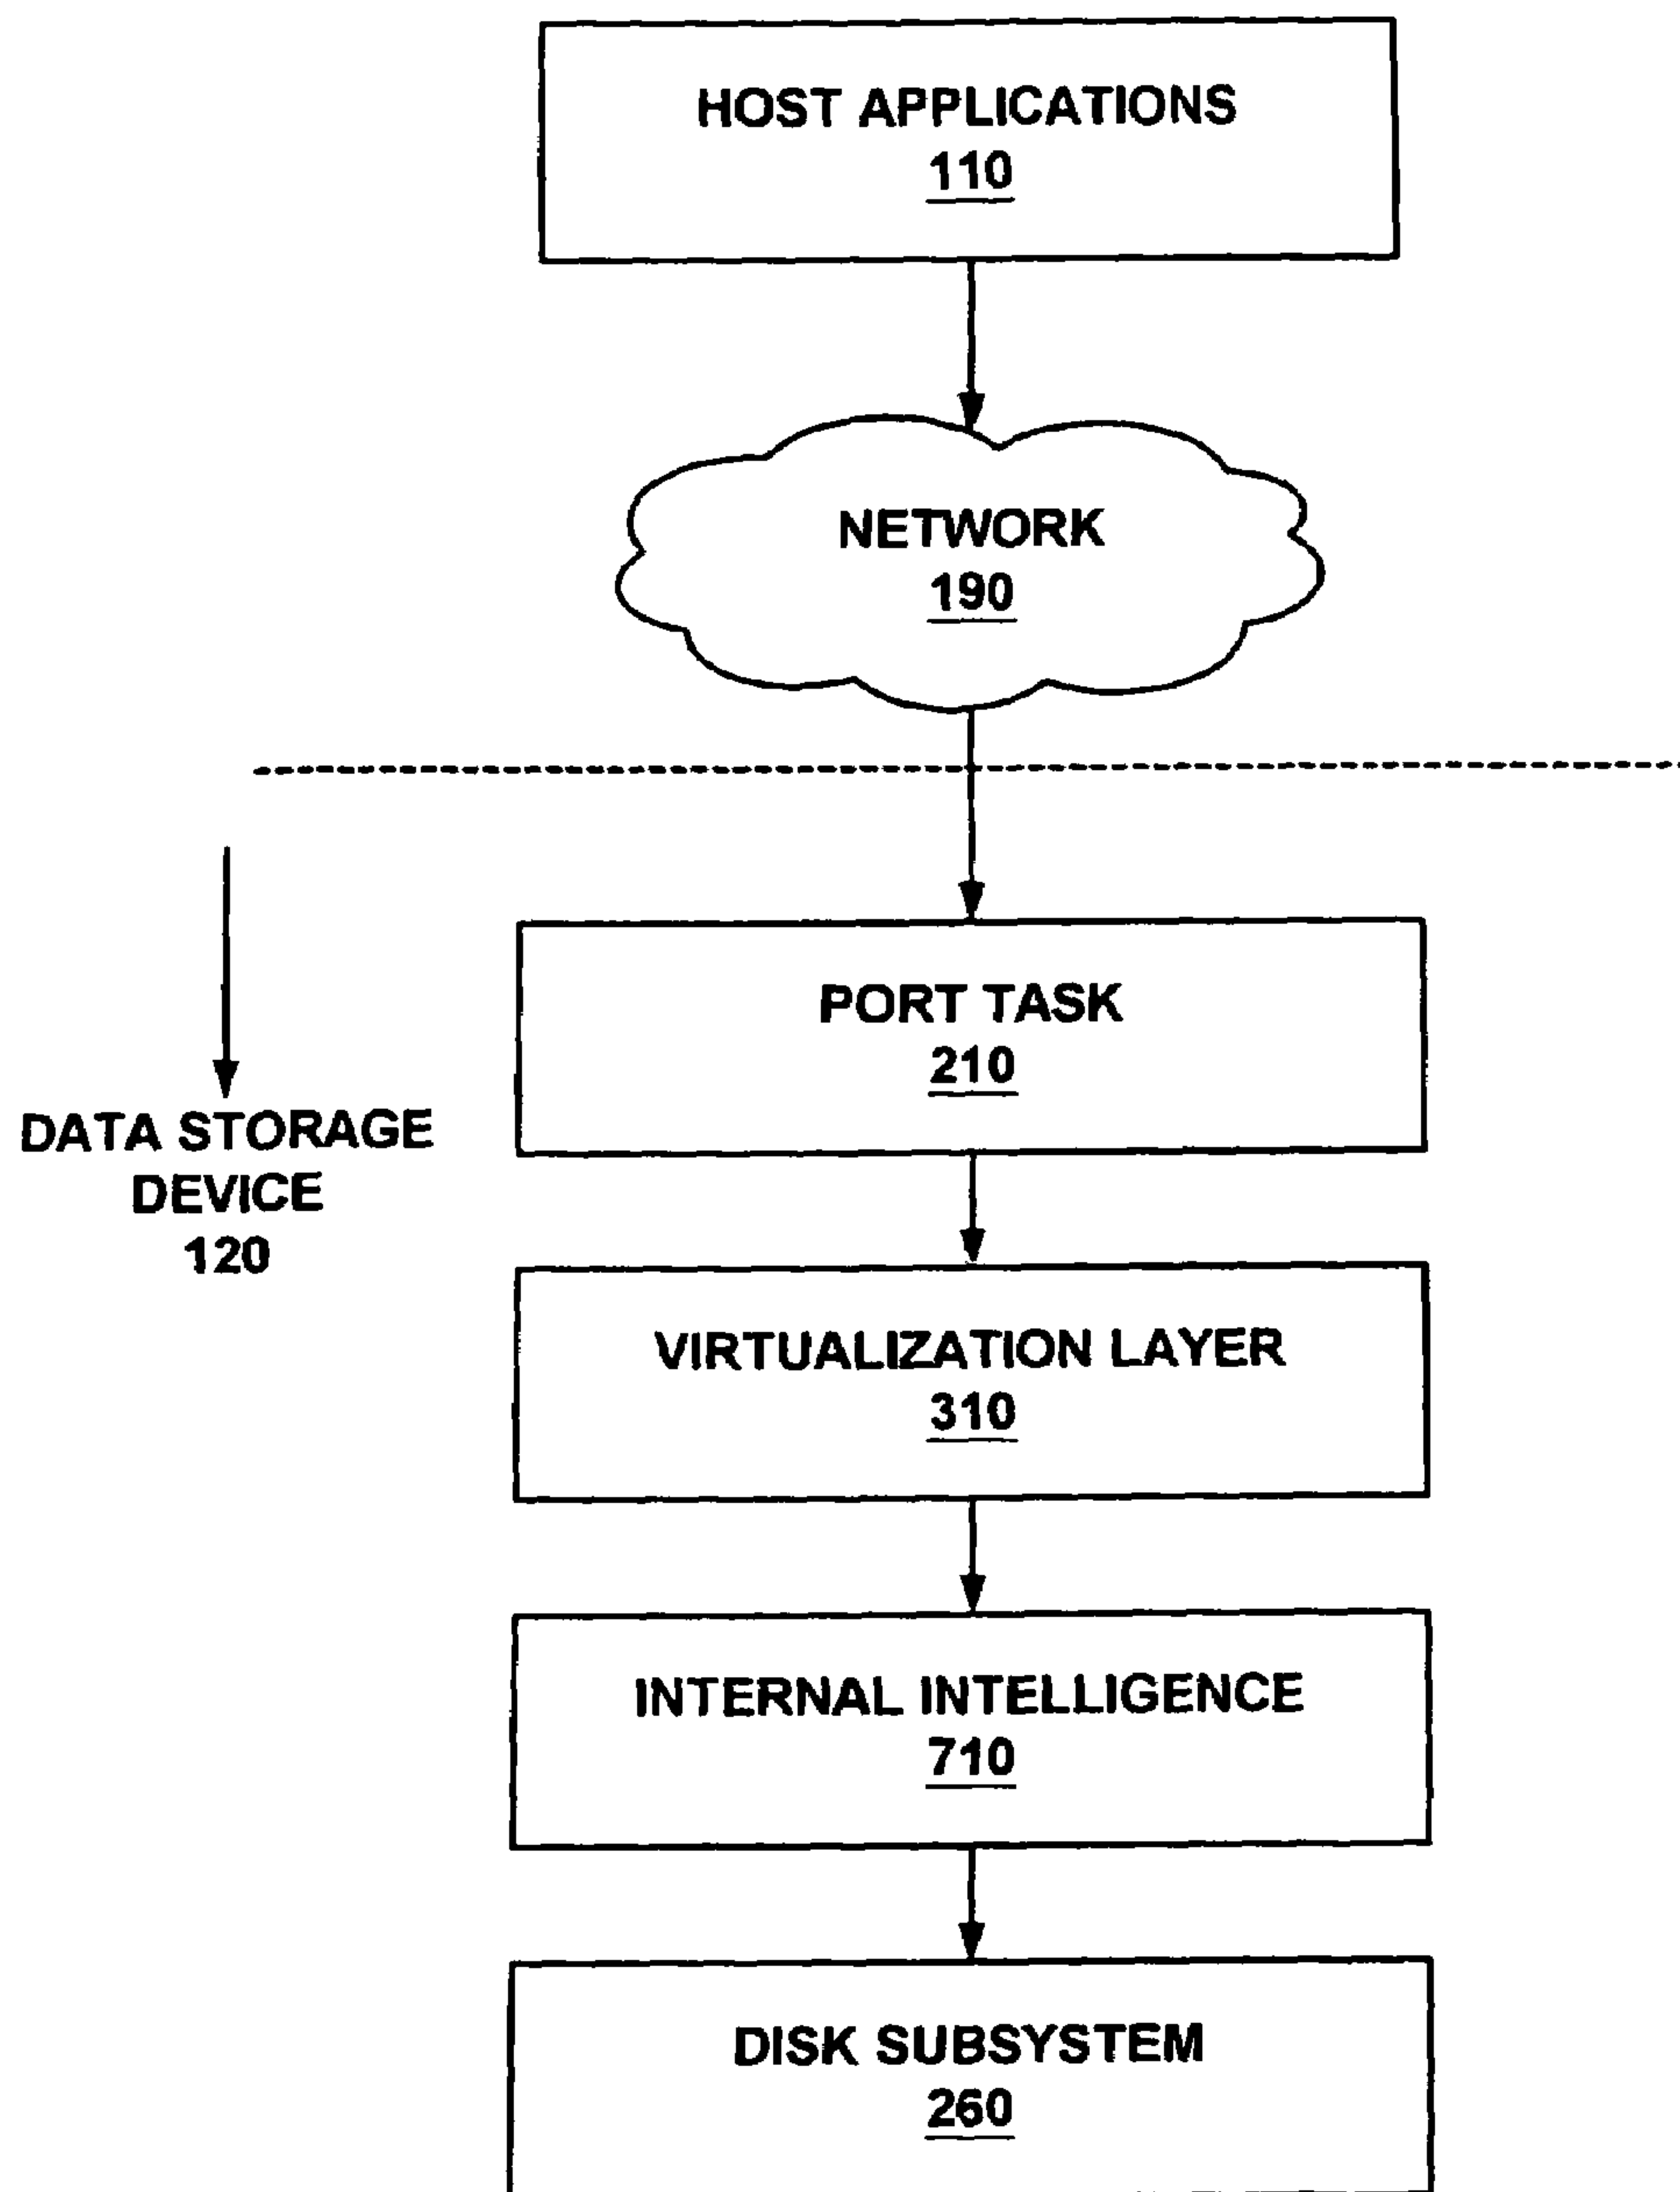 HOST APPLICATIONS
110
NETWORK
190
PORT TASK
210
DATA STORAGE
DEVICE
120
VIRTUALIZATION LAYER
310
INTERNAL INTELLIGENCE
710
DISK SUBSYSTEM
260